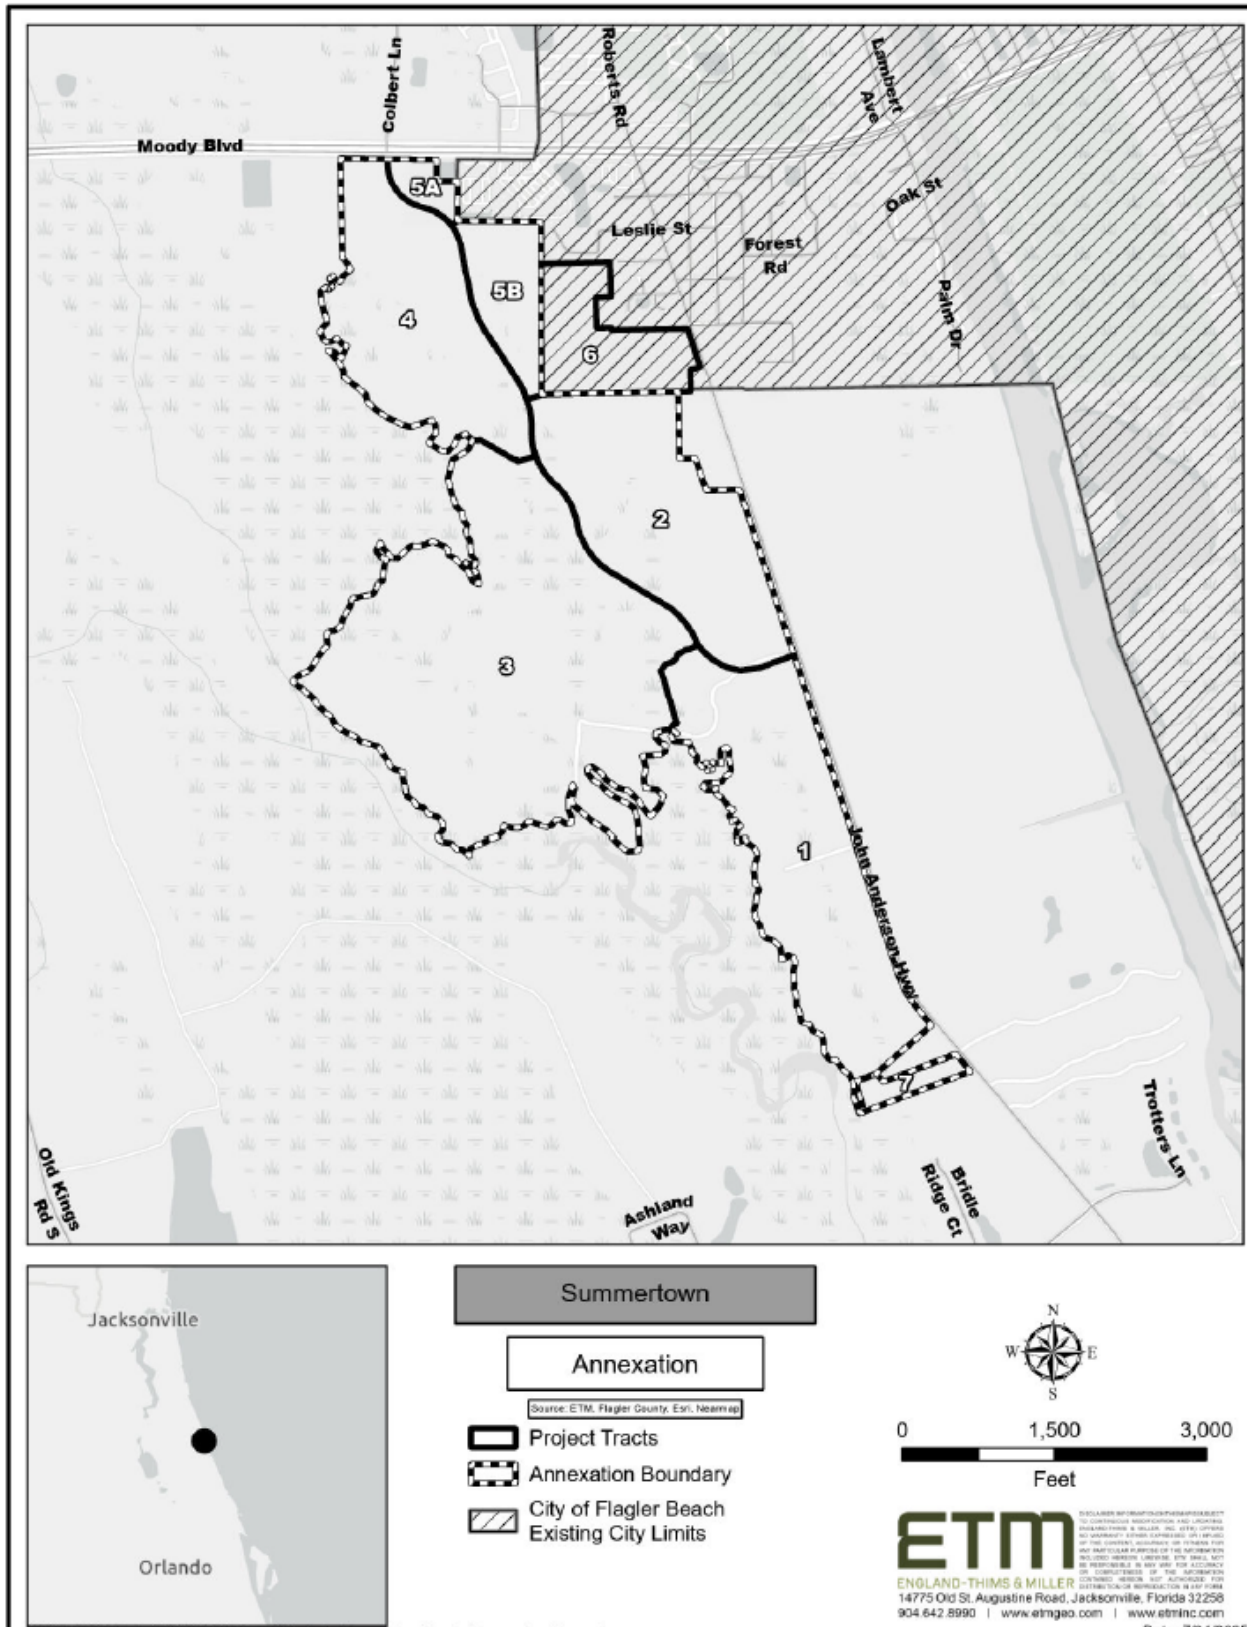 Colbert Ln
Roberts Rd
Lambert
Ave
Moody Blvd
5A
Oak St
Leslie St
Forest
Rd
5B
4
Palm Dr
6
2
3
1
John Anderson Hwy
7
Trotters Ln
Old Kings
Rd S
Bridle
Ridge Ct
Ashland
Way
Jacksonville
Orlando
Summertown
Annexation
Source: ETM, Flagler County, Esri, Nearmap
Project Tracts
Annexation Boundary
City of Flagler Beach
Existing City Limits
N
W E
S
0 1,500 3,000
Feet
ETM
ENGLAND-THIMS & MILLER
14775 Old St. Augustine Road, Jacksonville, Florida 32258
904.642.8990 | www.etmgeo.com | www.etminc.com